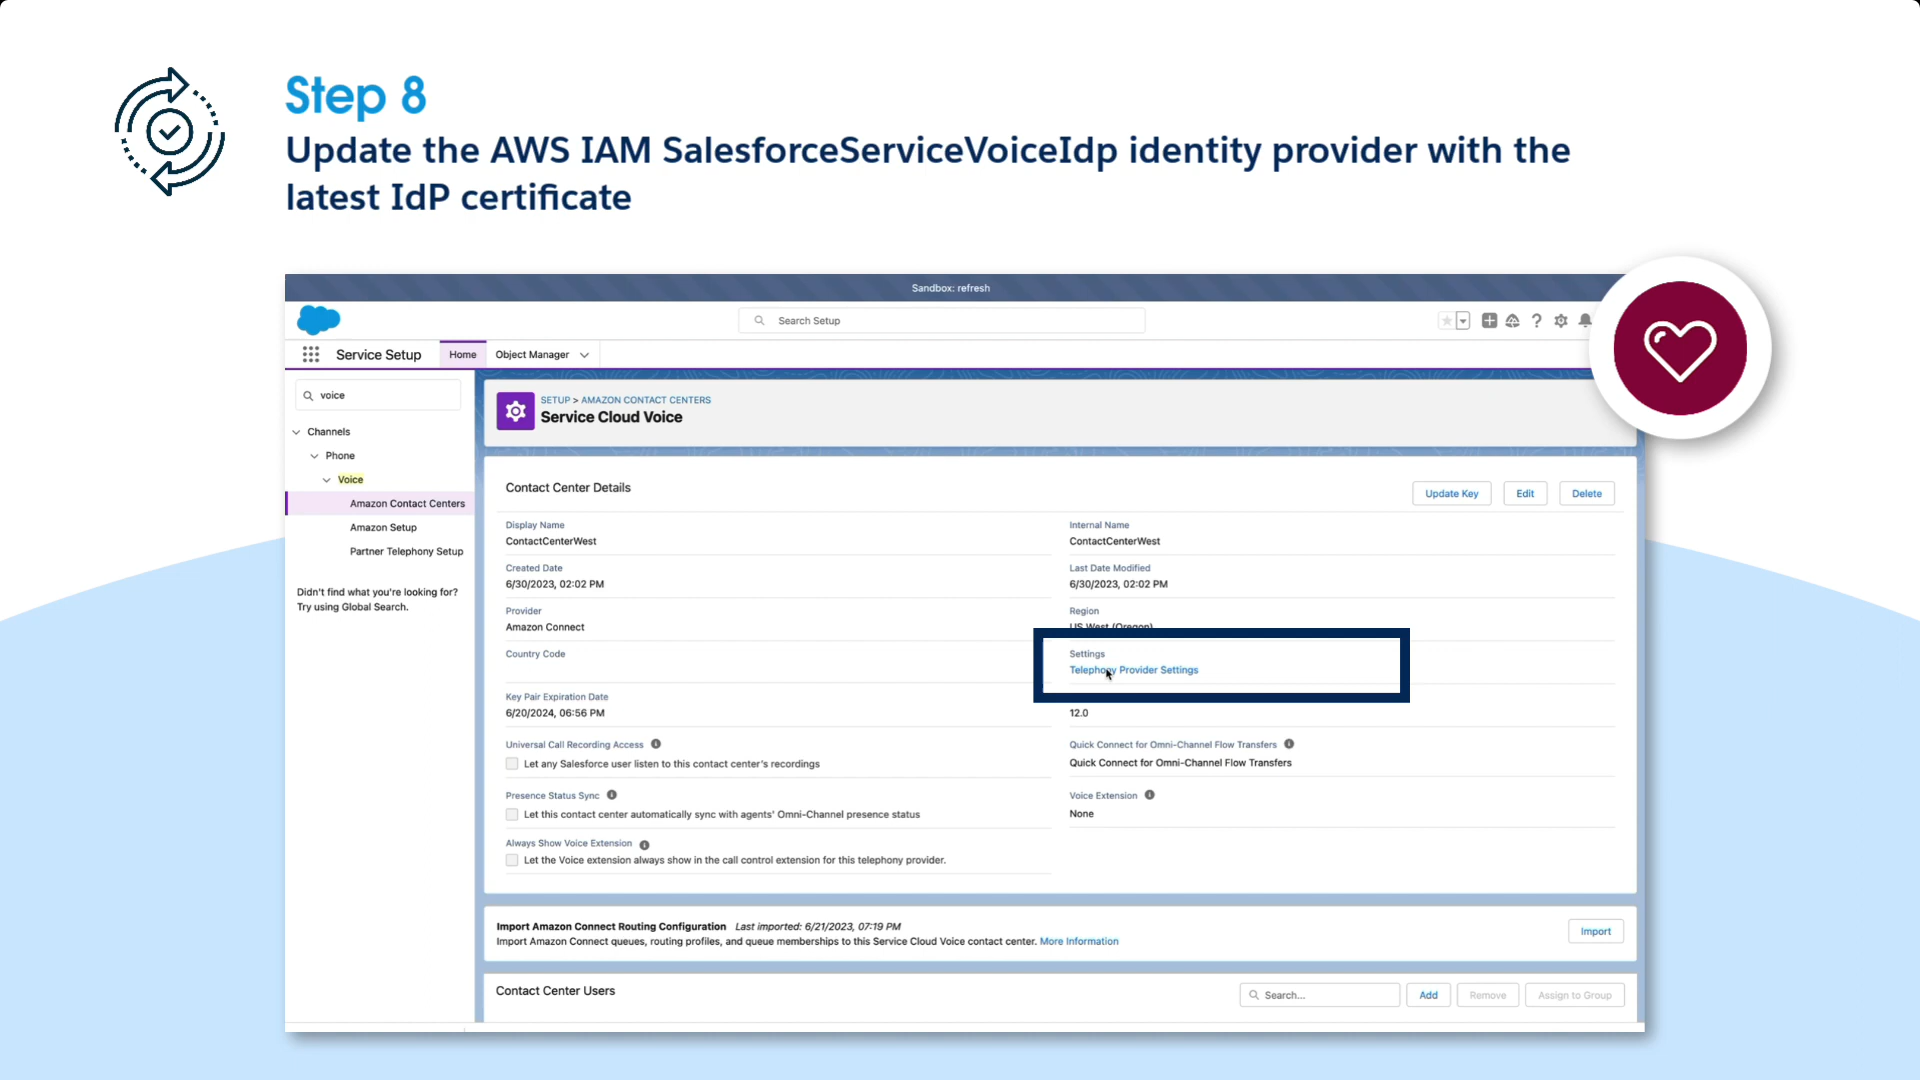 Step 8
Update the AWS IAM SalesforceServiceVoiceIdp identity provider with the
latest IdP certificate
Sandbox: refresh
Search Setup
Service Setup
Home
Object Manager
voice
Channels
Phone
Voice
Amazon Contact Centers
Amazon Setup
Partner Telephony Setup
Didn't find what you're looking for?
Try using Global Search.
SETUP > AMAZON CONTACT CENTERS
Service Cloud Voice
Contact Center Details
Update Key
Edit
Delete
Display Name
ContactCenterWest
Internal Name
ContactCenterWest
Created Date
6/30/2023, 02:02 PM
Last Date Modified
6/30/2023, 02:02 PM
Provider
Amazon Connect
Region
US West (Oregon)
Country Code
Settings
Telephony Provider Settings
Key Pair Expiration Date
6/20/2024, 06:56 PM
12.0
Universal Call Recording Access
Let any Salesforce user listen to this contact center's recordings
Quick Connect for Omni-Channel Flow Transfers
Quick Connect for Omni-Channel Flow Transfers
Presence Status Sync
Let this contact center automatically sync with agents' Omni-Channel presence status
Voice Extension
None
Always Show Voice Extension
Let the Voice extension always show in the call control extension for this telephony provider.
Import Amazon Connect Routing Configuration Last imported: 6/21/2023, 07:19 PM
Import Amazon Connect queues, routing profiles, and queue memberships to this Service Cloud Voice contact center. More Information
Import
Contact Center Users
Search...
Add
Remove
Assign to Group